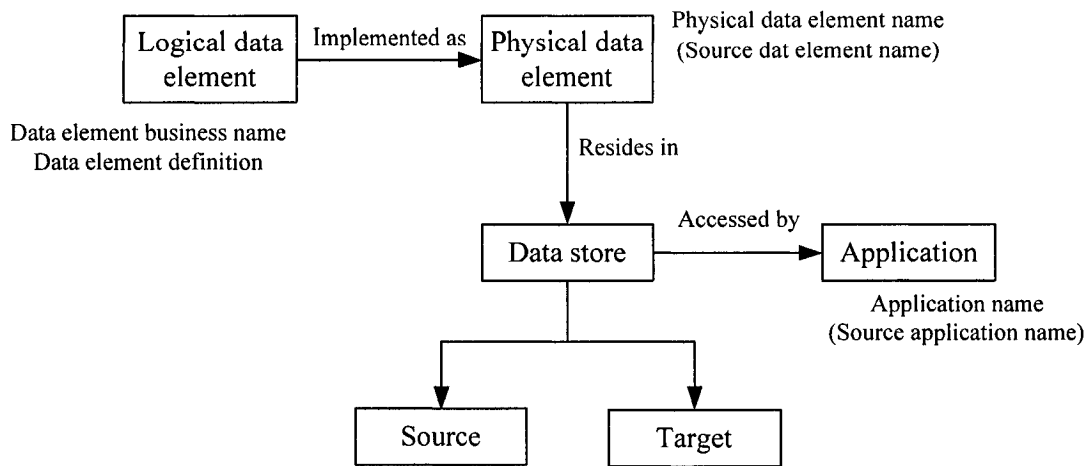 Logical data
element
Implemented as
Physical data
element
Physical data element name
(Source dat element name)
Data element business name
Data element definition
Resides in
Data store
Accessed by
Application
Application name
(Source application name)
Source
Target